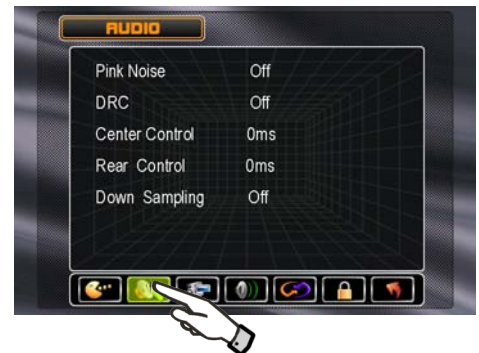 AUDIO
Pink Noise Off
DRC Off
Center Control 0ms
Rear Control 0ms
Down Sampling Off